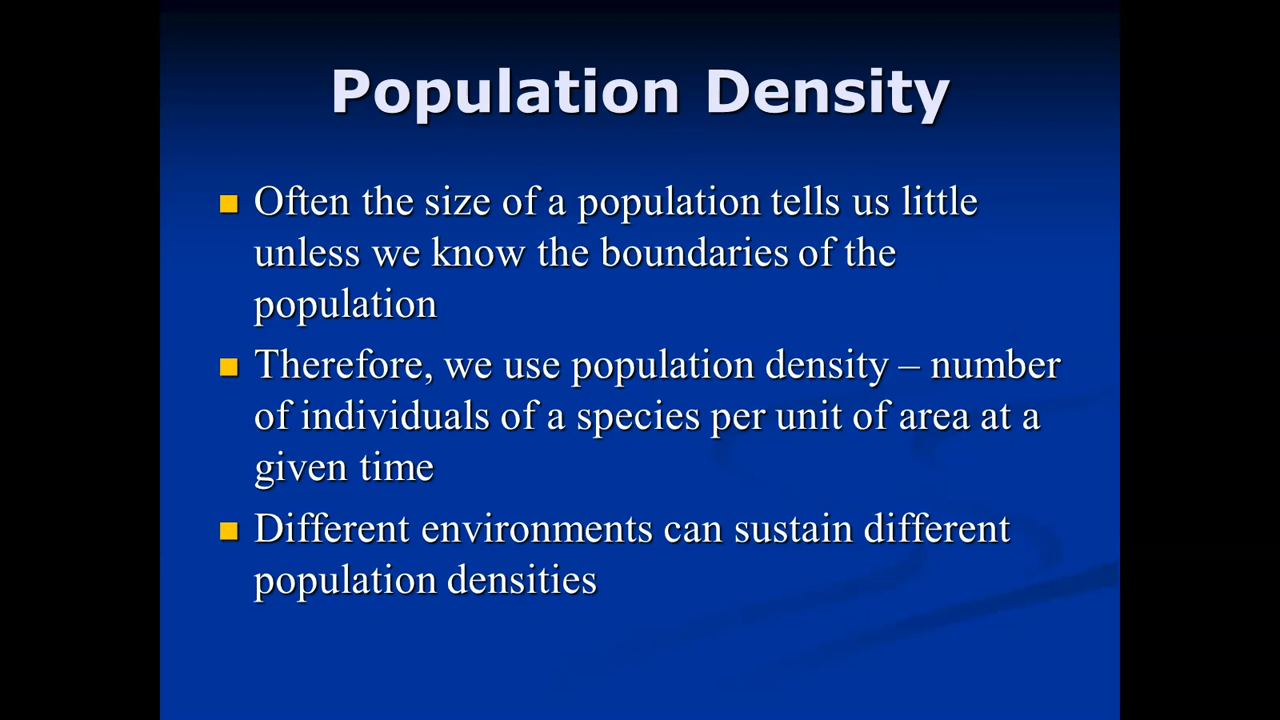 Population Density
Often the size of a population tells us little
unless we know the boundaries of the
population
Therefore, we use population density – number
of individuals of a species per unit of area at a
given time
Different environments can sustain different
population densities